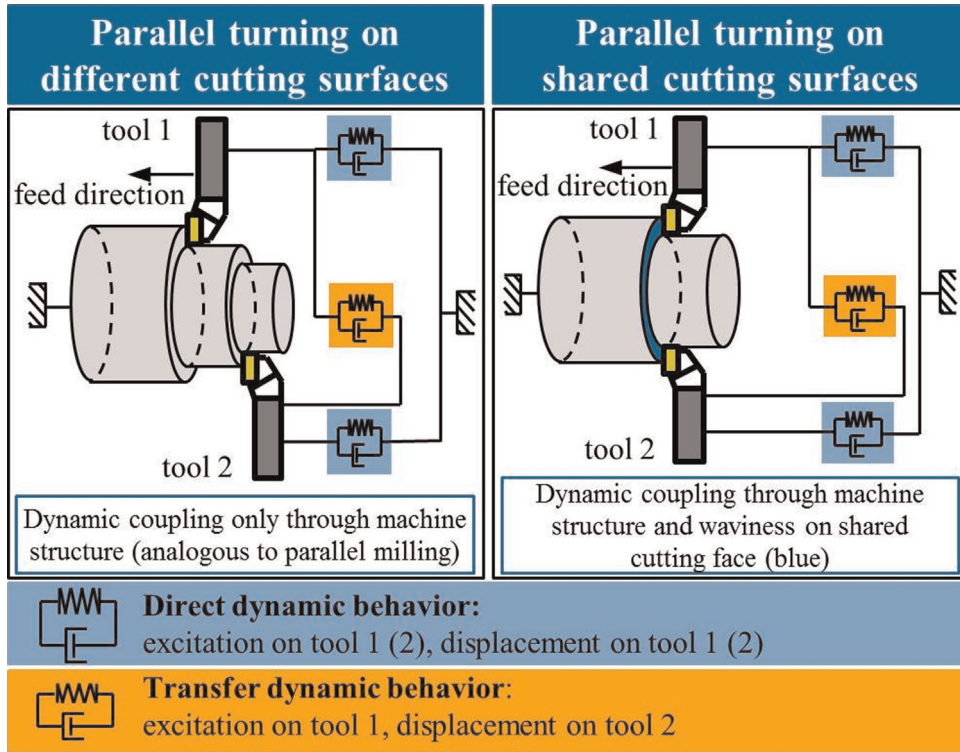 Parallel turning on
different cutting surfaces
tool 1
feed direction
tool 2
Dynamic coupling only through machine
structure (analogous to parallel milling)
Parallel turning on
shared cutting surfaces
tool 1
feed direction
tool 2
Dynamic coupling through machine
structure and waviness on shared
cutting face (blue)
Direct dynamic behavior:
excitation on tool 1 (2), displacement on tool 1 (2)
Transfer dynamic behavior:
excitation on tool 1, displacement on tool 2